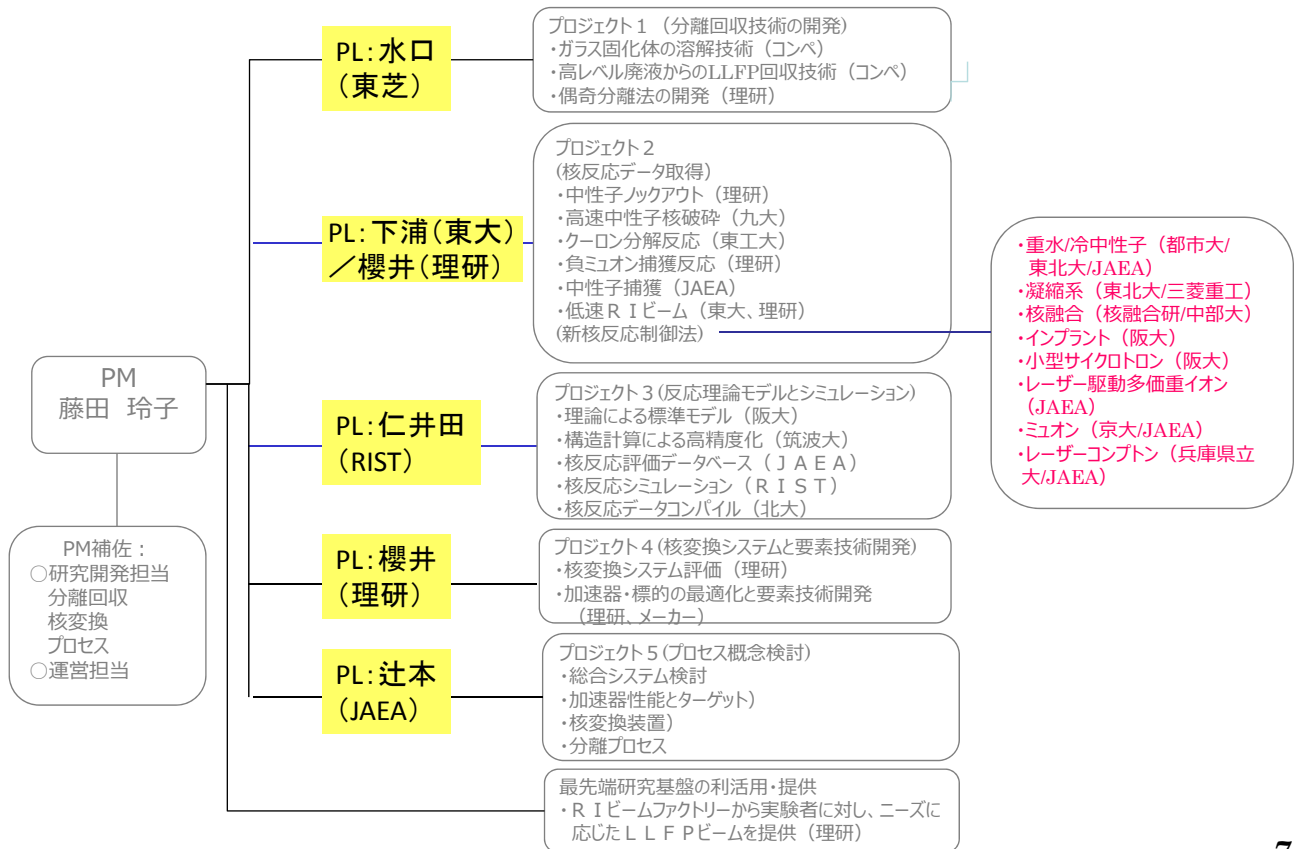 PM
藤田　玲子
PM補佐：
○研究開発担当
分離回収
核変換
プロセス
○運営担当
PL:水口
（東芝）
プロジェクト１（分離回収技術の開発)
・ガラス固化体の溶解技術（コンペ）
・高レベル廃液からのLLFP回収技術（コンペ）
・偶奇分離法の開発（理研）
PL:下浦（東大）
／櫻井（理研）
プロジェクト２
(核反応データ取得)
・中性子ノックアウト（理研）
・高速中性子核破砕（九大）
・クーロン分解反応（東工大）
・負ミュオン捕獲反応（理研）
・中性子捕獲（JAEA）
・低速ＲＩビーム（東大、理研）
(新核反応制御法)
・重水/冷中性子（都市大/
東北大/JAEA）
・凝縮系（東北大/三菱重工）
・核融合（核融合研/中部大）
・インプラント（阪大）
・小型サイクロトロン（阪大）
・レーザー駆動多価重イオン
（JAEA）
・ミュオン（京大/JAEA）
・レーザーコンプトン（兵庫県立
大/JAEA）
PL:仁井田
（RIST）
プロジェクト３(反応理論モデルとシミュレーション)
・理論による標準モデル（阪大）
・構造計算による高精度化（筑波大）
・核反応評価データベース（ＪＡＥＡ）
・核反応シミュレーション（ＲＩＳＴ）
・核反応データコンパイル（北大）
PL:櫻井
（理研）
プロジェクト４(核変換システムと要素技術開発)
・核変換システム評価（理研）
・加速器・標的の最適化と要素技術開発
（理研、メーカー）
PL:辻本
（JAEA）
プロジェクト５(プロセス概念検討)
・総合システム検討
・加速器性能とターゲット)
・核変換装置)
・分離プロセス
最先端研究基盤の利活用・提供
・ＲＩビームファクトリーから実験者に対し、ニーズに
応じたＬＬＦＰビームを提供（理研）
7